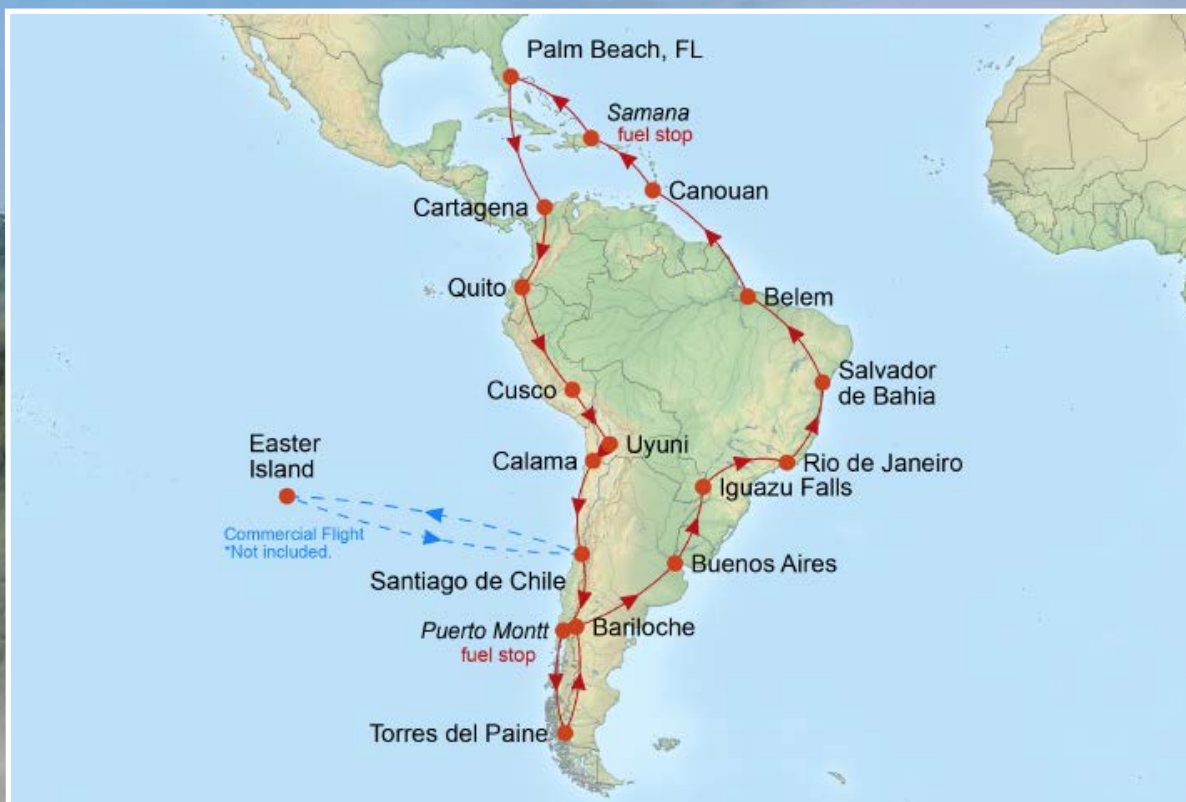 Palm Beach, FL
Samana
fuel stop
Canouan
Cartagena
Quito
Belem
Cusco
Salvador
de Bahia
Easter
Island
Uyuni
Calama
Rio de Janeiro
Iguazu Falls
Commercial Flight
*Not included.
Santiago de Chile
Buenos Aires
Puerto Montt
fuel stop
Bariloche
Torres del Paine